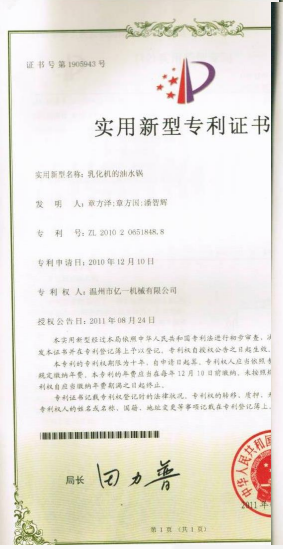 证书号第1905943号
实用新型专利证书
实用新型名称：乳化机的油水锅
发 明 人：章方泽;章方国;潘普辉
专 利 号：ZL 2010 2 0651848.8
专利申请日：2010年12月10日
专 利 权 人：温州市亿一机械有限公司
授权公告日：2011年08月24日
本实用新型经过本局依照中华人民共和国专利法进行初步审查，决
发本证书并在专利登记簿上予以登记。专利权自授权公告之日起生效。
本专利的专利权期限为十年，自申请日起算。专利权人应当依照专
规定缴纳年费。本专利的年费应当在每年12月10日前缴纳。未按照规
利权自应当缴纳年费期满之日起终止。
专利证书记载专利权登记时的法律状况。专利权的转移、质押、
专利权人的姓名或名称、国籍、地址变更等事项记载在专利登记簿上。
局长 田力普
中华人民共和国
2011年
第 1 页（共 1 页）